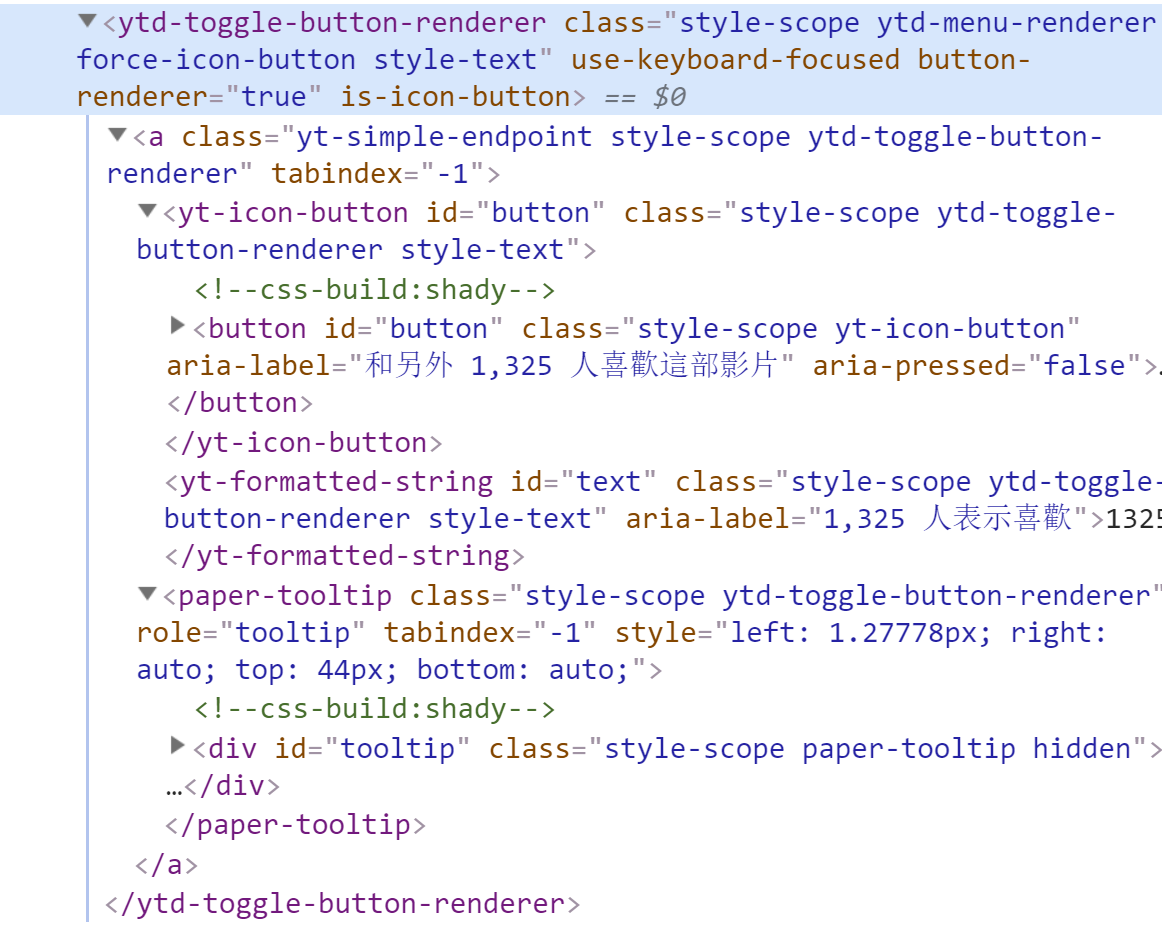 ▼<ytd-toggle-button-renderer class="style-scope ytd-menu-renderer
force-icon-button style-text" use-keyboard-focused button-
renderer="true" is-icon-button> == $0
▼<a class="yt-simple-endpoint style-scope ytd-toggle-button-
renderer" tabindex="-1">
▼<yt-icon-button id="button" class="style-scope ytd-toggle-
button-renderer style-text">
<!--css-build:shady-->
▶<button id="button" class="style-scope yt-icon-button"
aria-label="和另外 1,325 人喜歡這部影片" aria-pressed="false">…
</button>
</yt-icon-button>
<yt-formatted-string id="text" class="style-scope ytd-toggle-
button-renderer style-text" aria-label="1,325 人表示喜歡">1325
</yt-formatted-string>
▼<paper-tooltip class="style-scope ytd-toggle-button-renderer"
role="tooltip" tabindex="-1" style="left: 1.27778px; right:
auto; top: 44px; bottom: auto;">
<!--css-build:shady-->
▶<div id="tooltip" class="style-scope paper-tooltip hidden">
…</div>
</paper-tooltip>
</a>
</ytd-toggle-button-renderer>